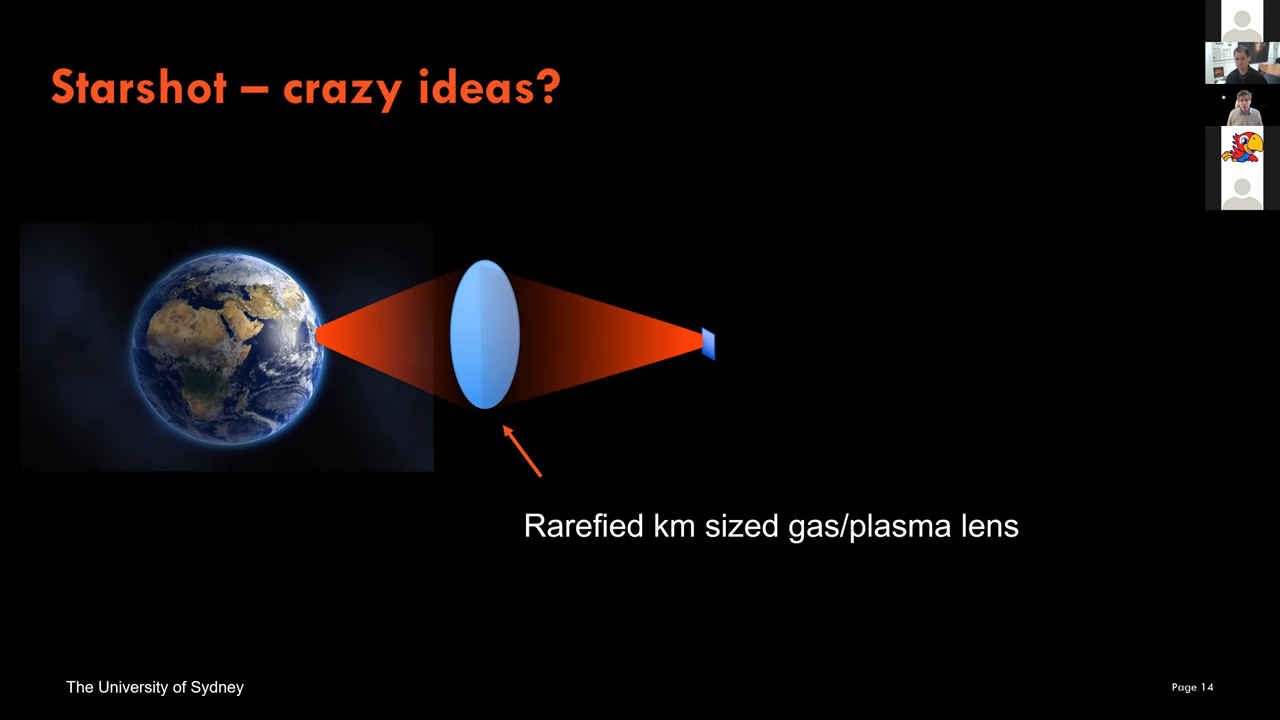 Starshot – crazy ideas?
Rarefied km sized gas/plasma lens
The University of Sydney
Page 14